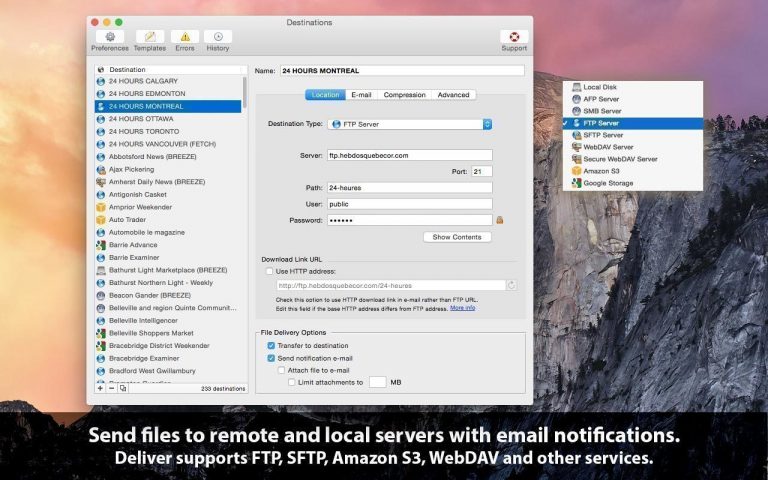 Destinations
Preferences Templates Errors History Support
Destination
24 HOURS CALGARY
24 HOURS EDMONTON
24 HOURS MONTREAL
24 HOURS OTTAWA
24 HOURS TORONTO
24 HOURS VANCOUVER (FETCH)
Abbotsford News (BREEZE)
Ajax Pickering
Amherst Daily News (BREEZE)
Antigonish Casket
Arnprior Weekender
Auto Trader
Automobile le magazine
Barrie Advance
Barrie Examiner
Bathurst Light Marketplace (BREEZE)
Bathurst Northern Light - Weekly
Beacon Gander (BREEZE)
Belleville and region Quinte Communit...
Belleville Intelligencer
Belleville Shoppers Market
Bracebridge District Weekender
Bracebridge Examiner
Bradford West Gwillambury
233 destinations
Name: 24 HOURS MONTREAL
Location E-mail Compression Advanced
Destination Type: FTP Server
Server: ftp.hebdosquebecor.com
Port: 21
Path: 24-heures
User: public
Password: ••••••
Show Contents
Download Link URL
Use HTTP address:
http://ftp.hebdosquebecor.com/24-heures
Check this option to use HTTP download link in e-mail rather than FTP URL.
Edit this field if the base HTTP address differs from FTP address. More info
File Delivery Options
Transfer to destination
Send notification e-mail
Attach file to e-mail
Limit attachments to MB
Local Disk
AFP Server
SMB Server
FTP Server
SFTP Server
WebDAV Server
Secure WebDAV Server
Amazon S3
Google Storage
Send files to remote and local servers with email notifications.
Deliver supports FTP, SFTP, Amazon S3, WebDAV and other services.